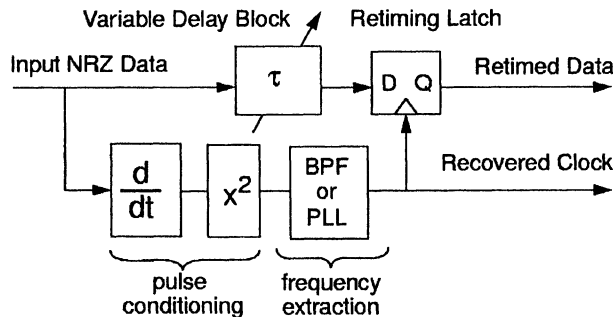 Variable Delay Block
Retiming Latch
Input NRZ Data
τ
D Q
Retimed Data
Recovered Clock
d
dt
x²
BPF
or
PLL
pulse
conditioning
frequency
extraction